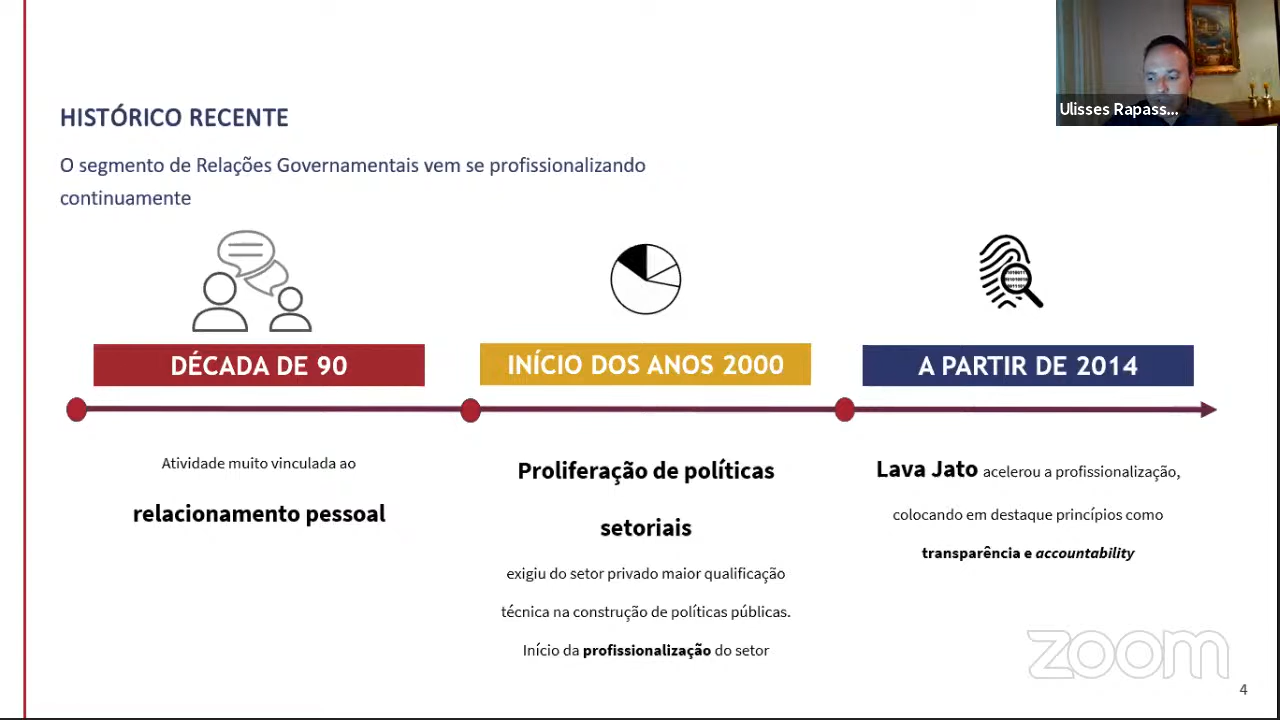 Ulisses Rapass...
HISTÓRICO RECENTE
O segmento de Relações Governamentais vem se profissionalizando
continuamente
DÉCADA DE 90
INÍCIO DOS ANOS 2000
A PARTIR DE 2014
Atividade muito vinculada ao
relacionamento pessoal
Proliferação de políticas
setoriais
exigiu do setor privado maior qualificação
técnica na construção de políticas públicas.
Início da profissionalização do setor
Lava Jato acelerou a profissionalização,
colocando em destaque princípios como
transparência e accountability
zoom
4